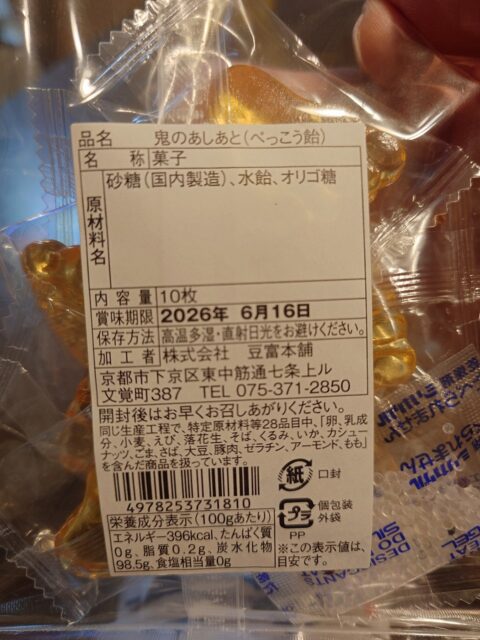 品名 鬼のあしあと(べっこう飴)
名 称 菓子
原材料名 砂糖(国内製造)、水飴、オリゴ糖
内 容 量 10枚
賞味期限 2026年 6月16日
保存方法 高温多湿・直射日光をお避けください。
加 工 者 株式会社 豆富本舗
京都市下京区東中筋通七条上ル
文覚町387 TEL 075-371-2850
開封後はお早くお召しあがりください。
同じ生産工程で、特定原材料等28品目中、「卵、乳成
分、小麦、えび、落花生、そば、くるみ、いか、カシュー
ナッツ、ごま、さば、大豆、豚肉、ゼラチン、アーモンド、もも」
を含んだ商品を扱っています。
紙 口封
4978253731810
プラ 個包装
外袋
PP
栄養成分表示(100gあたり)
エネルギー396kcal、たんぱく質
0g、脂質0.2g、炭水化物
98.5g、食塩相当量0g
※この表示値は、
目安です。